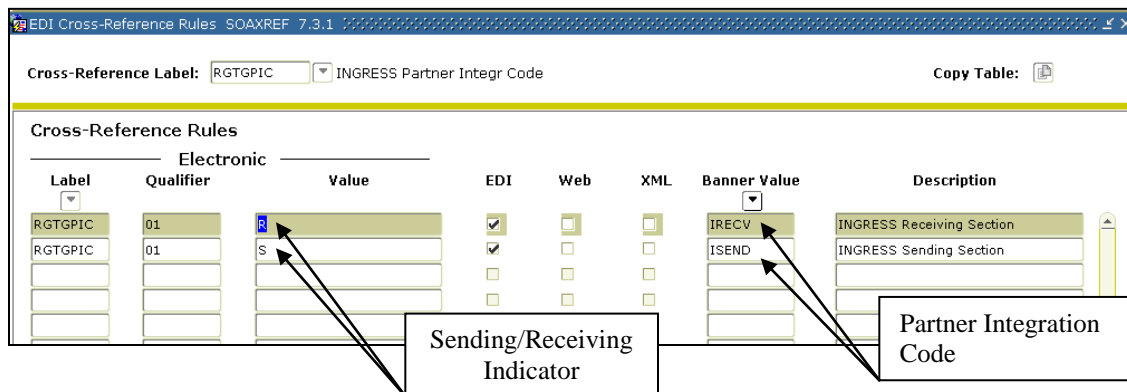 EDI Cross-Reference Rules SOAXREF 7.3.1
Cross-Reference Label: RGTGPIC INGRESS Partner Integr Code Copy Table:
Cross-Reference Rules
Electronic
Label Qualifier Value EDI Web XML Banner Value Description
RGTGPIC 01 R IRECV INGRESS Receiving Section
RGTGPIC 01 S ISEND INGRESS Sending Section
Sending/Receiving
Indicator
Partner Integration
Code